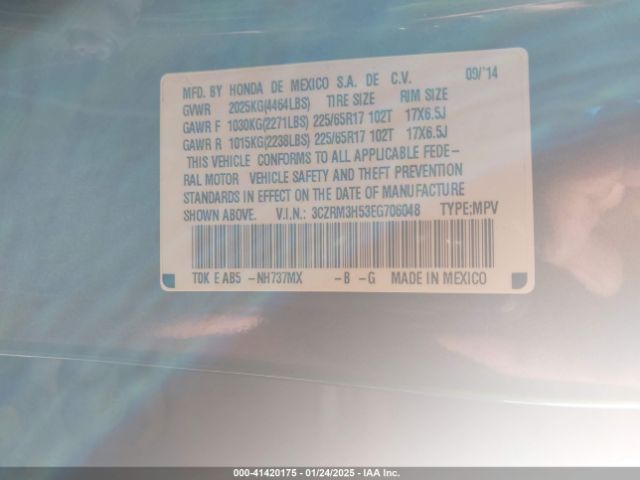 MFD. BY HONDA DE MEXICO S.A. DE C.V. 09/'14
GVWR 2025KG(4464LBS) TIRE SIZE RIM SIZE
GAWR F 1030KG(2271LBS) 225/65R17 102T 17X6.5J
GAWR R 1015KG(2238LBS) 225/65R17 102T 17X6.5J
THIS VEHICLE CONFORMS TO ALL APPLICABLE FEDE-
RAL MOTOR VEHICLE SAFETY AND THEFT PREVENTION
STANDARDS IN EFFECT ON THE DATE OF MANUFACTURE
SHOWN ABOVE. V.I.N.: 3CZRM3H53EG706048 TYPE:MPV
TDK E AB5 -NH737MX -B -G MADE IN MEXICO
000-41420175 - 01/24/2025 - IAA Inc.